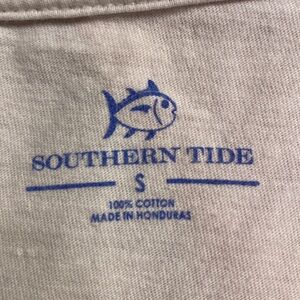 SOUTHERN TIDE
S
100% COTTON
MADE IN HONDURAS